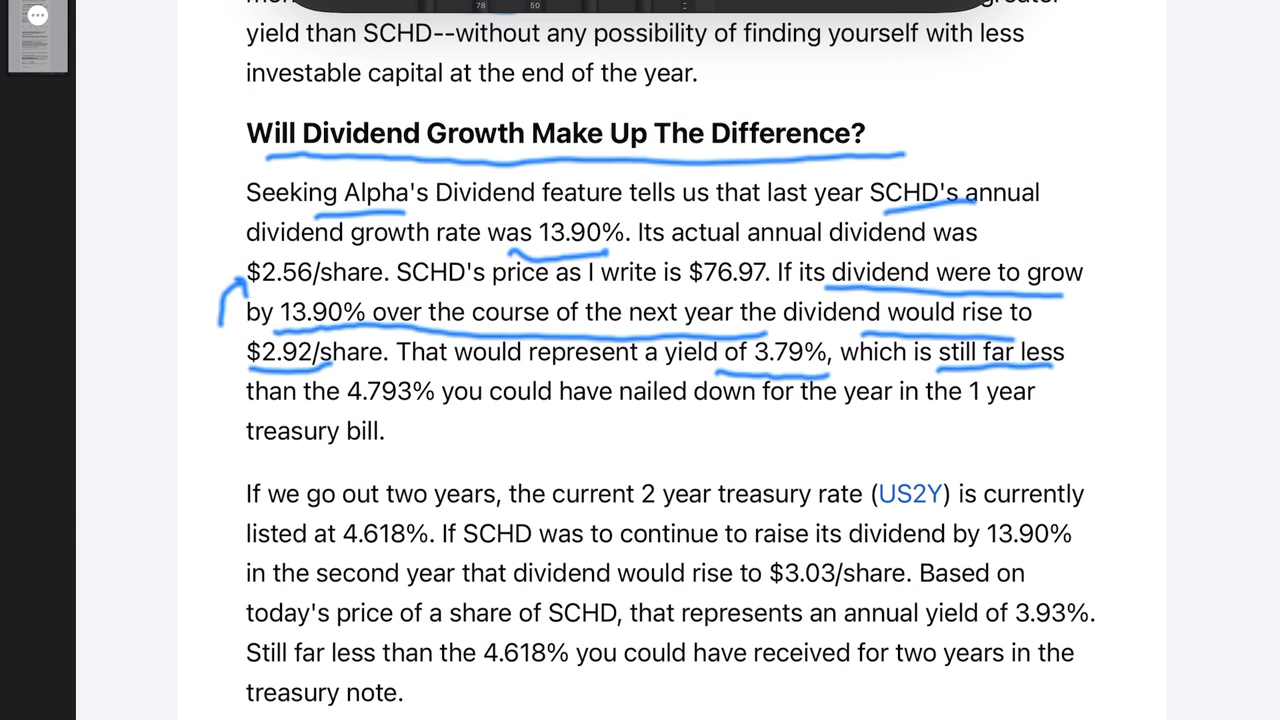 78 50
yield than SCHD--without any possibility of finding yourself with less
investable capital at the end of the year.
Will Dividend Growth Make Up The Difference?
Seeking Alpha's Dividend feature tells us that last year SCHD's annual
dividend growth rate was 13.90%. Its actual annual dividend was
$2.56/share. SCHD's price as I write is $76.97. If its dividend were to grow
by 13.90% over the course of the next year the dividend would rise to
$2.92/share. That would represent a yield of 3.79%, which is still far less
than the 4.793% you could have nailed down for the year in the 1 year
treasury bill.
If we go out two years, the current 2 year treasury rate (US2Y) is currently
listed at 4.618%. If SCHD was to continue to raise its dividend by 13.90%
in the second year that dividend would rise to $3.03/share. Based on
today's price of a share of SCHD, that represents an annual yield of 3.93%.
Still far less than the 4.618% you could have received for two years in the
treasury note.